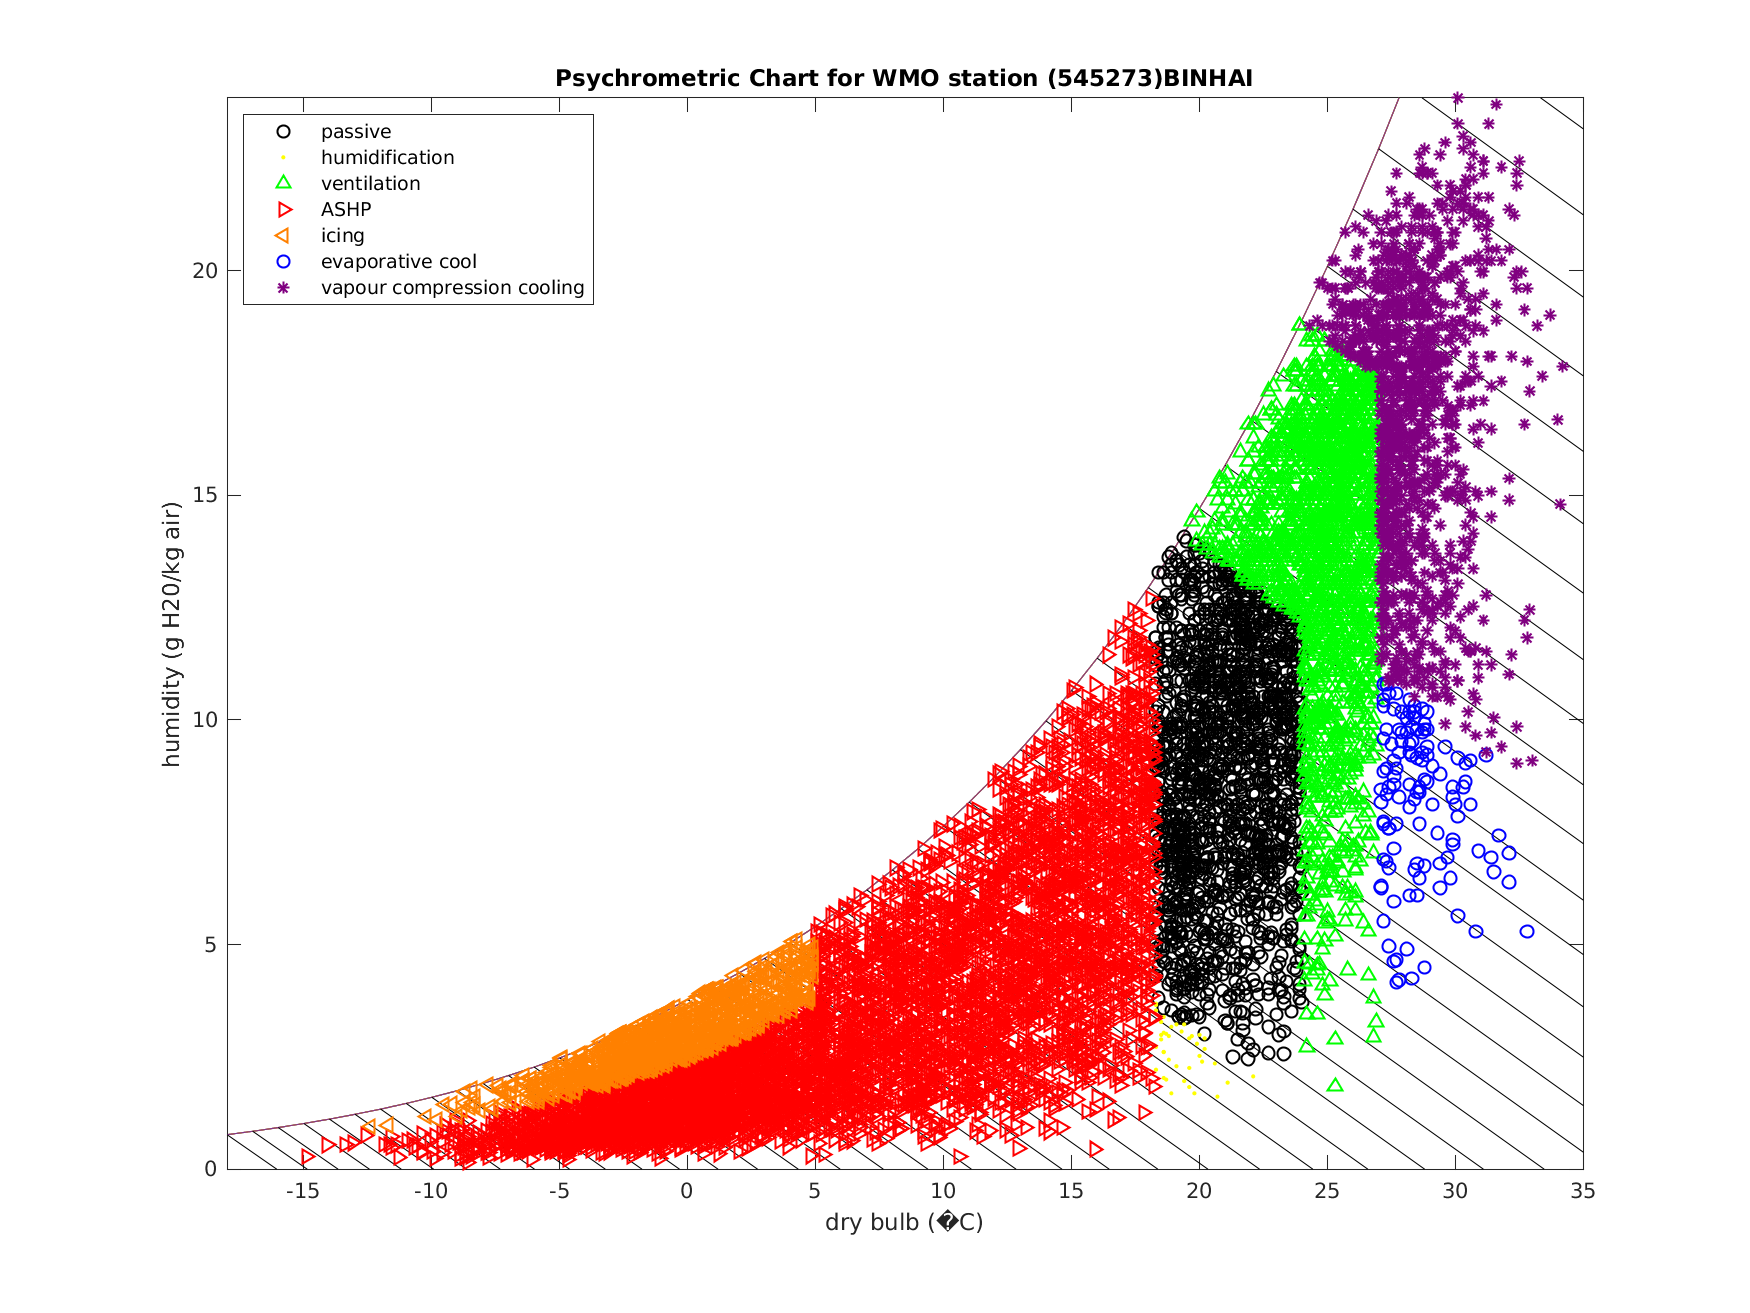 Psychrometric Chart for WMO station (545273)BINHAI
passive
humidification
ventilation
ASHP
icing
evaporative cool
vapour compression cooling
humidity (g H20/kg air)
20
15
10
5
0
-15 -10 -5 0 5 10 15 20 25 30 35
dry bulb (�C)